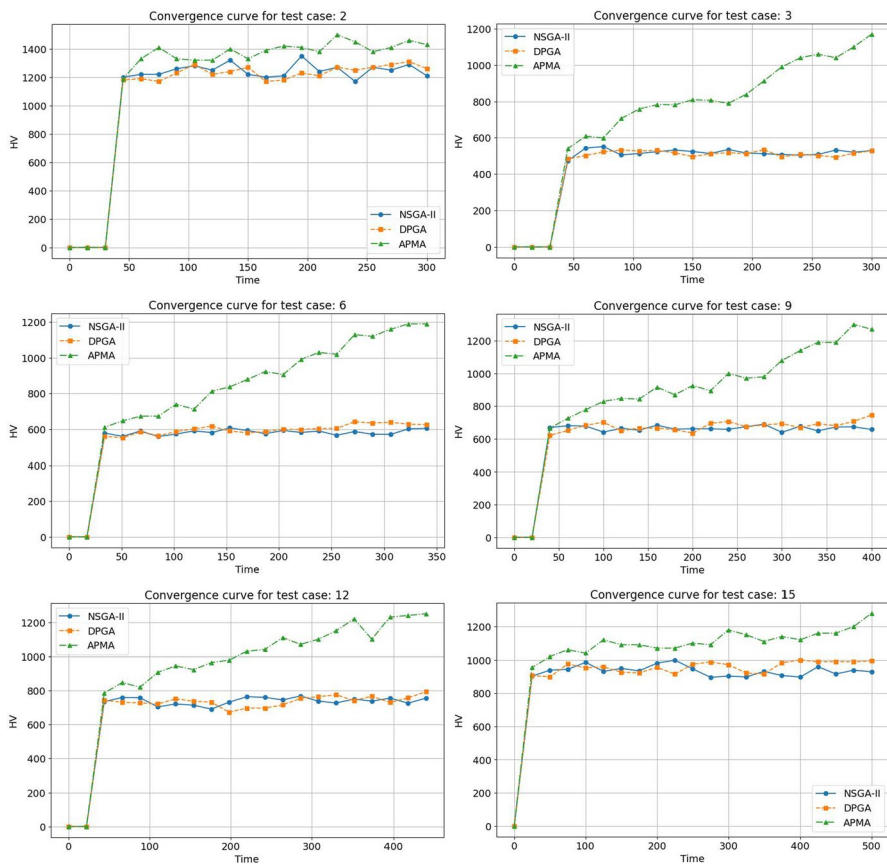 Convergence curve for test case: 2
HV
1400
1200
1000
800
600
400
200
0
NSGA-II
DPGA
APMA
0 50 100 150 200 250 300
Time
Convergence curve for test case: 3
HV
1200
1000
800
600
400
200
0
NSGA-II
DPGA
APMA
0 50 100 150 200 250 300
Time
Convergence curve for test case: 6
HV
1200
1000
800
600
400
200
0
NSGA-II
DPGA
APMA
0 50 100 150 200 250 300 350
Time
Convergence curve for test case: 9
HV
1200
1000
800
600
400
200
0
NSGA-II
DPGA
APMA
0 50 100 150 200 250 300 350 400
Time
Convergence curve for test case: 12
HV
1200
1000
800
600
400
200
0
NSGA-II
DPGA
APMA
0 100 200 300 400
Time
Convergence curve for test case: 15
HV
1200
1000
800
600
400
200
0
NSGA-II
DPGA
APMA
0 100 200 300 400 500
Time